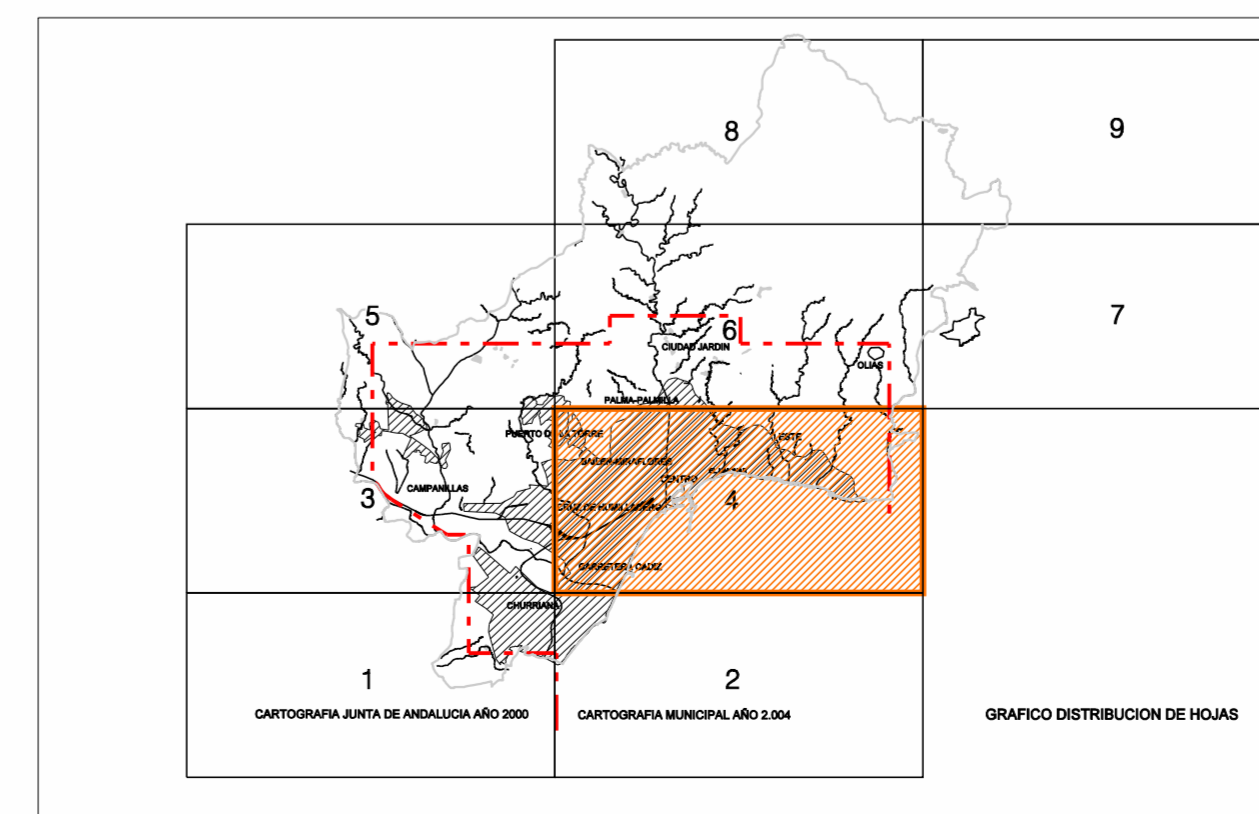 8
9
5
6
7
CIUDAD JARDIN
OLIAS
PALMA-PALMILLA
PUERTO DE LA TORRE
ESTE
BAILEN-MIRAFLORES
CENTRO
CAMPANILLAS
3
4
CRUZ DE HUMILLADERO
CARRETERA CADIZ
CHURRIANA
1
2
CARTOGRAFIA JUNTA DE ANDALUCIA AÑO 2000
CARTOGRAFIA MUNICIPAL AÑO 2.004
GRAFICO DISTRIBUCION DE HOJAS